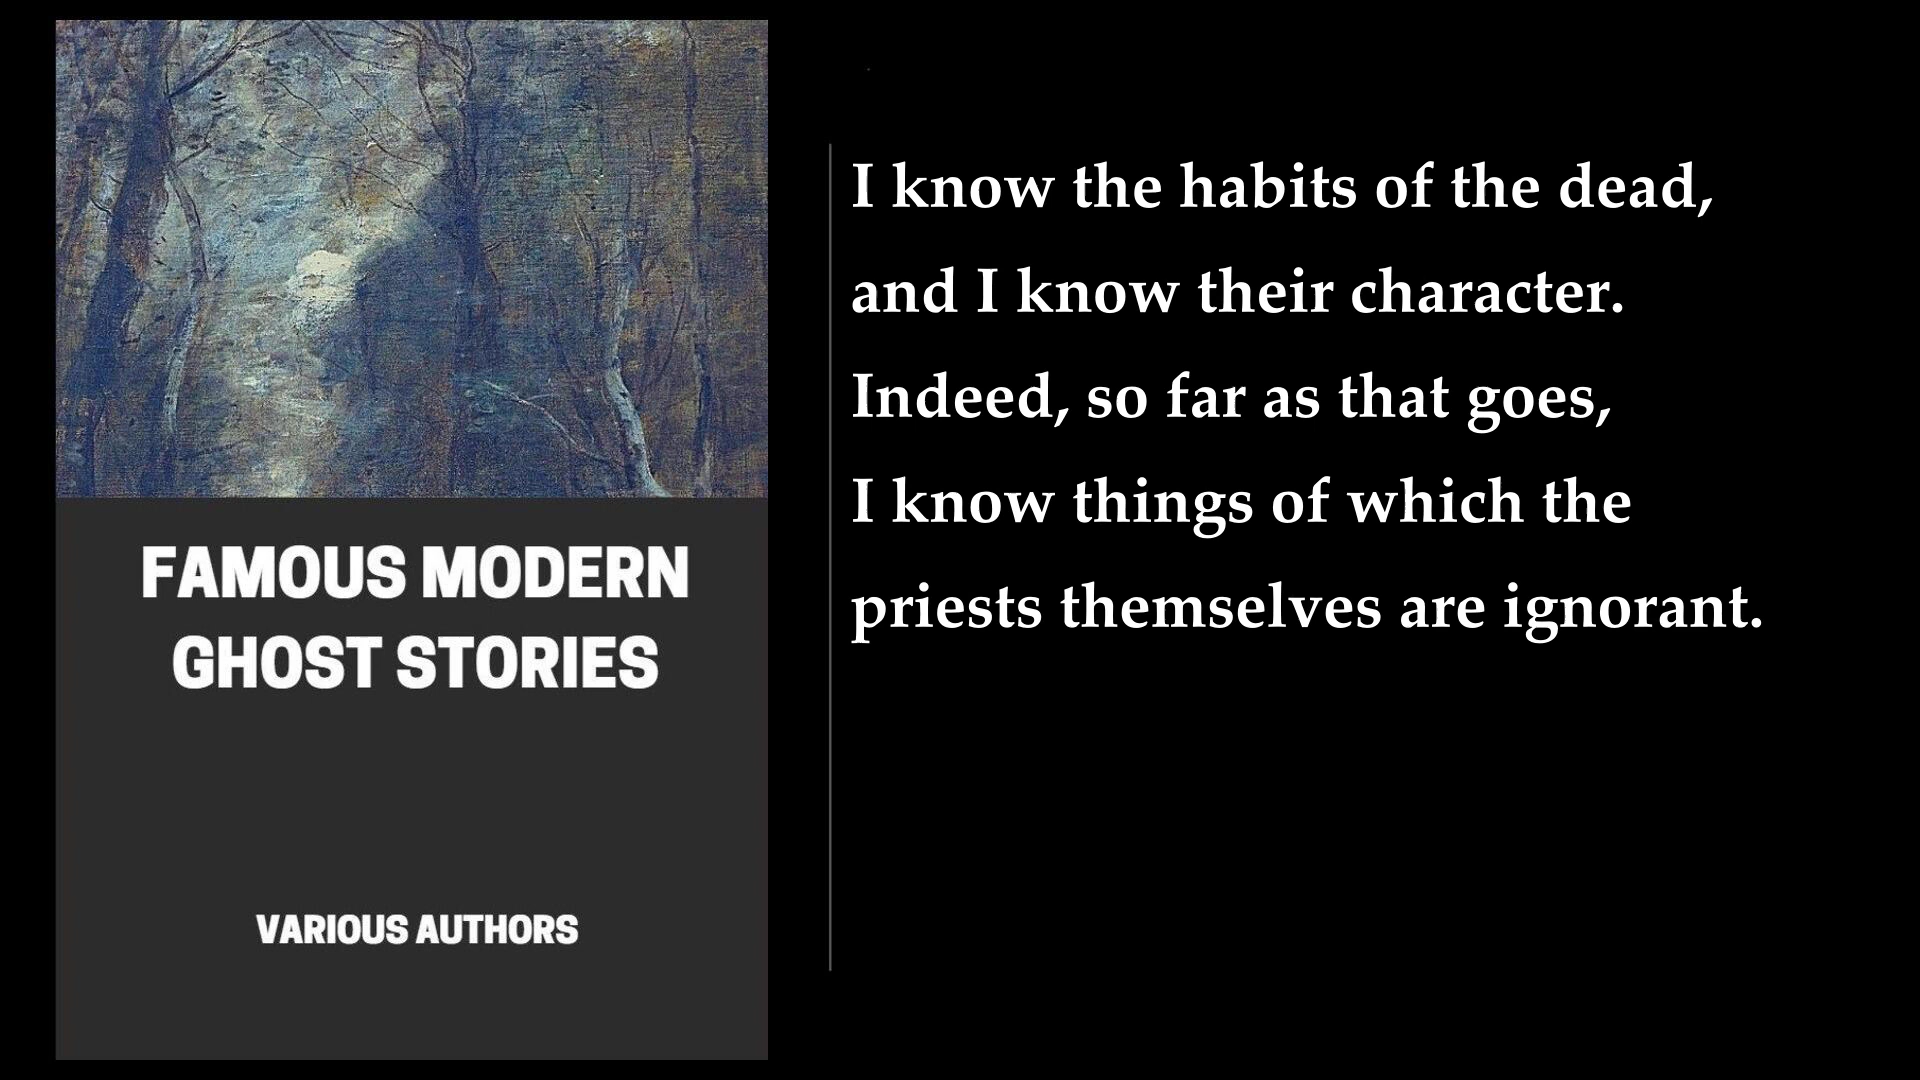 FAMOUS MODERN
GHOST STORIES
VARIOUS AUTHORS
I know the habits of the dead,
and I know their character.
Indeed, so far as that goes,
I know things of which the
priests themselves are ignorant.